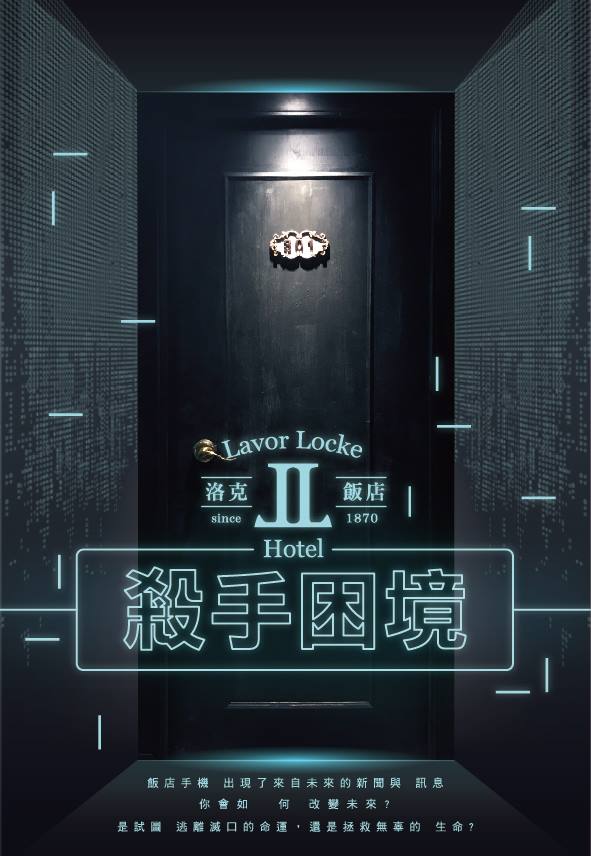 341
Lavor Locke
洛克 飯店
since 1870
Hotel
殺手困境
飯店手機 出現了來自未來的新聞與 訊息
你會如 何 改變未來?
是試圖 逃離滅口的命運,還是拯救無辜的 生命?